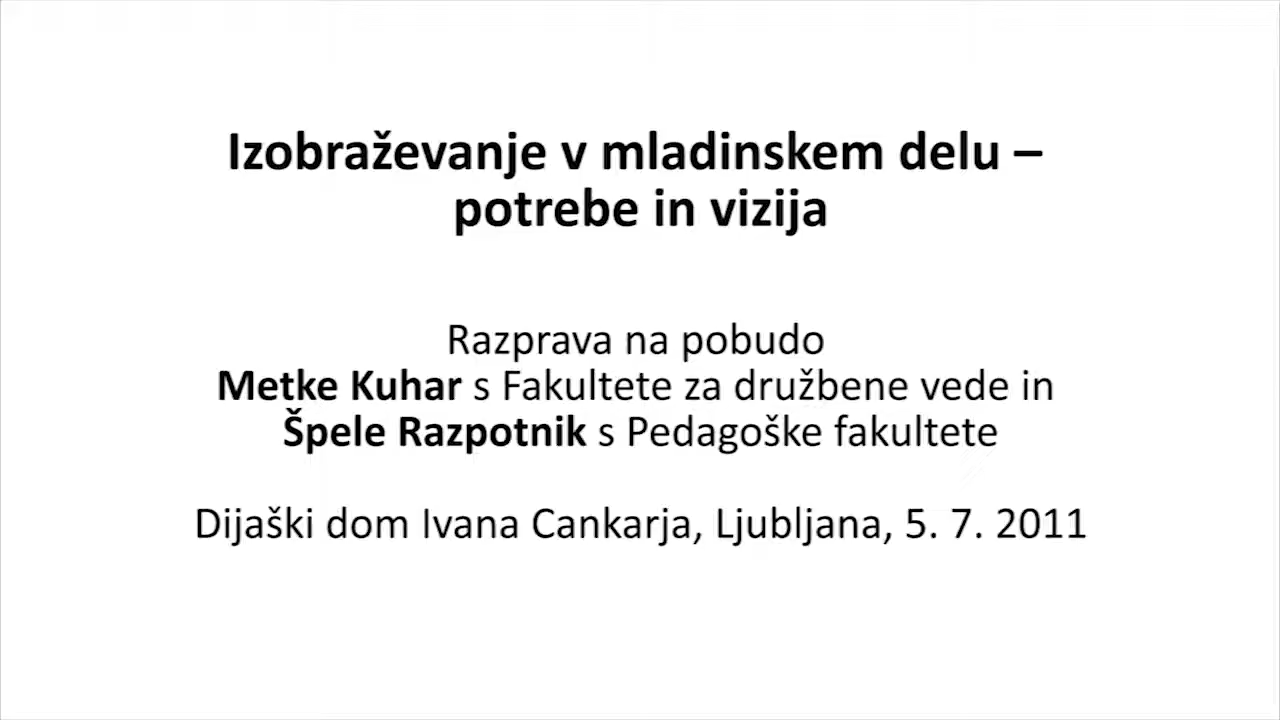 Izobraževanje v mladinskem delu –
potrebe in vizija
Razprava na pobudo
Metke Kuhar s Fakultete za družbene vede in
Špele Razpotnik s Pedagoške fakultete
Dijaški dom Ivana Cankarja, Ljubljana, 5. 7. 2011